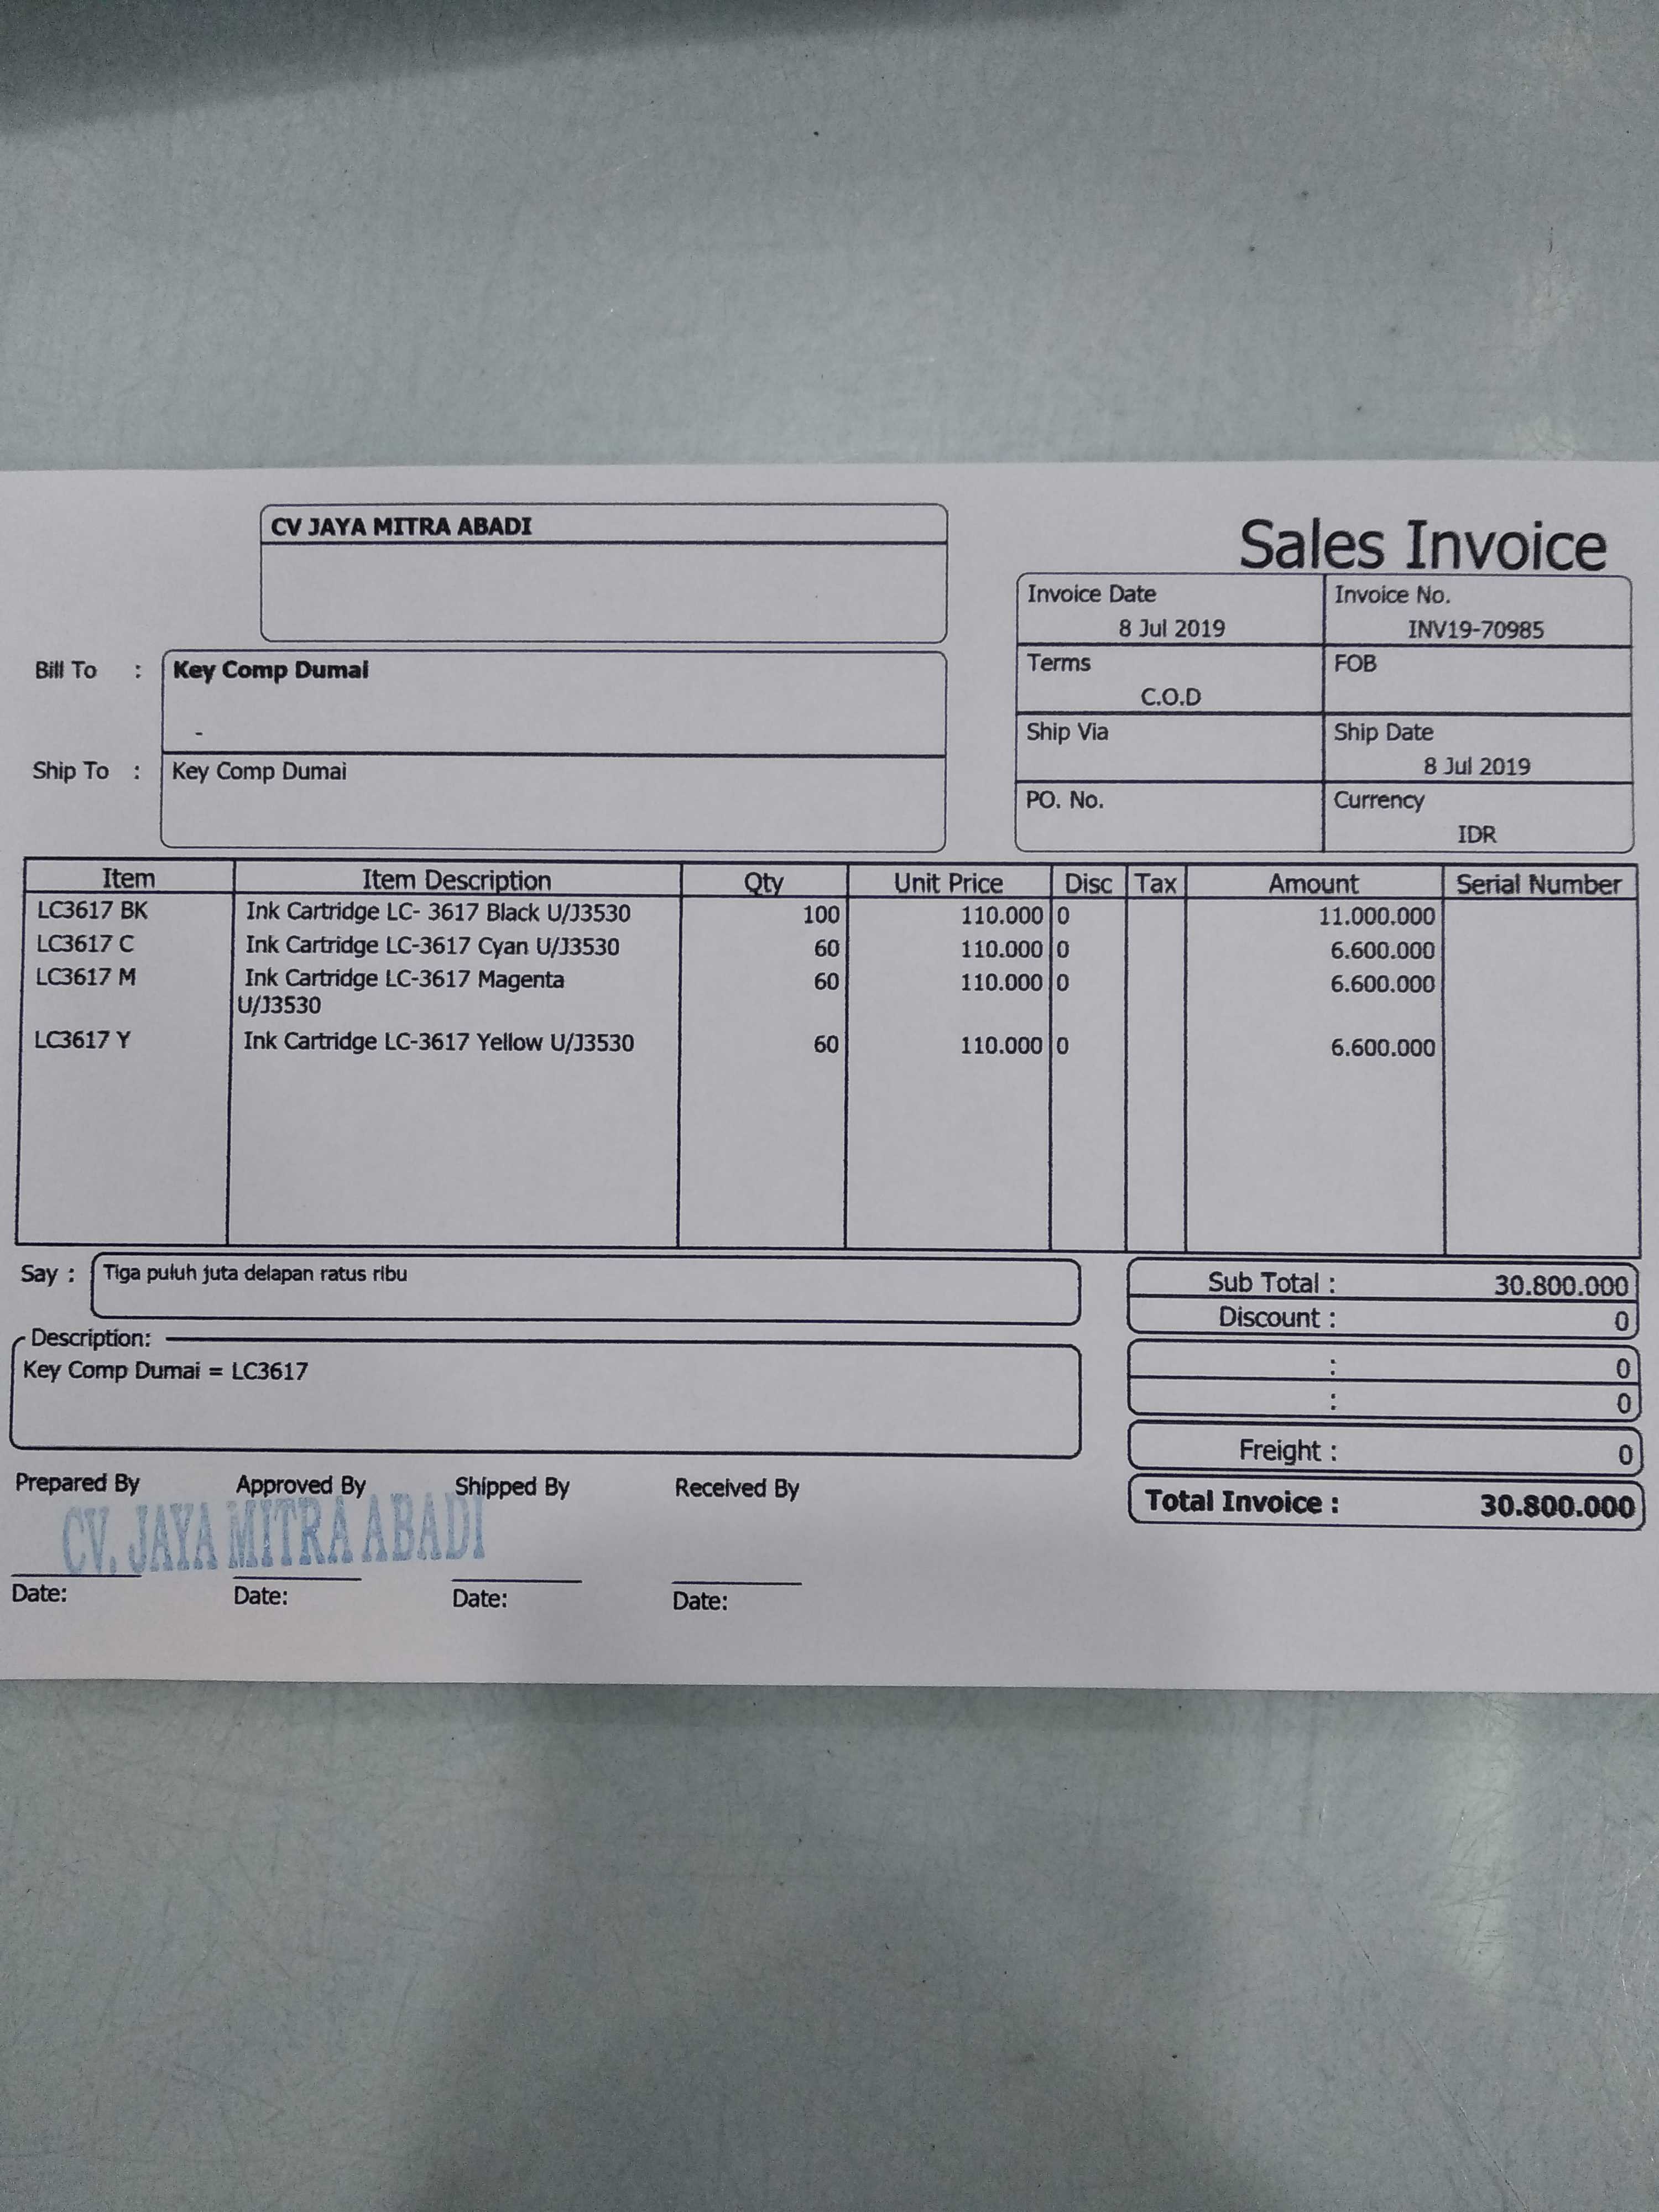 CV JAYA MITRA ABADI
Sales Invoice
Invoice Date
8 Jul 2019
Invoice No.
INV19-70985
Terms
C.O.D
FOB
Ship Via
Ship Date
8 Jul 2019
PO. No.
Currency
IDR
Bill To : Key Comp Dumai
-
Ship To : Key Comp Dumai
Item Item Description Qty Unit Price Disc Tax Amount Serial Number
LC3617 BK Ink Cartridge LC- 3617 Black U/J3530 100 110.000 0 11.000.000
LC3617 C Ink Cartridge LC-3617 Cyan U/J3530 60 110.000 0 6.600.000
LC3617 M Ink Cartridge LC-3617 Magenta 60 110.000 0 6.600.000
U/J3530
LC3617 Y Ink Cartridge LC-3617 Yellow U/J3530 60 110.000 0 6.600.000
Say : Tiga puluh juta delapan ratus ribu
Description:
Key Comp Dumai = LC3617
Sub Total : 30.800.000
Discount : 0
: 0
: 0
Freight : 0
Total Invoice : 30.800.000
Prepared By Approved By Shipped By Received By
CV. JAYA MITRA ABADI
Date: Date: Date: Date: